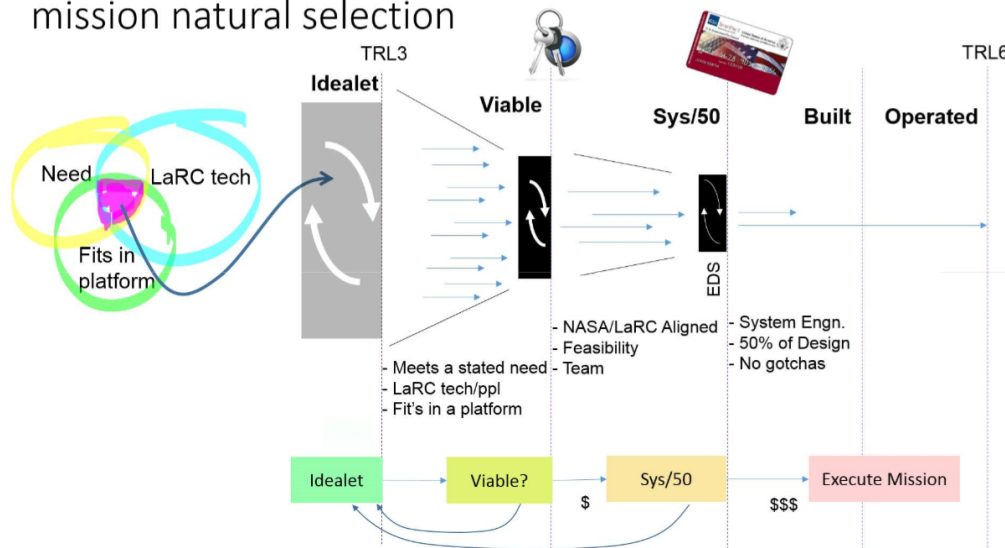 mission natural selection
TRL3
TRL6
Idealet
Viable
Sys/50
Built
Operated
Need
LaRC tech
Fits in
platform
EDS
- Meets a stated need
- LaRC tech/ppl
- Fit's in a platform
- NASA/LaRC Aligned
- Feasibility
- Team
- System Engn.
- 50% of Design
- No gotchas
Idealet
Viable?
$
Sys/50
$$$
Execute Mission